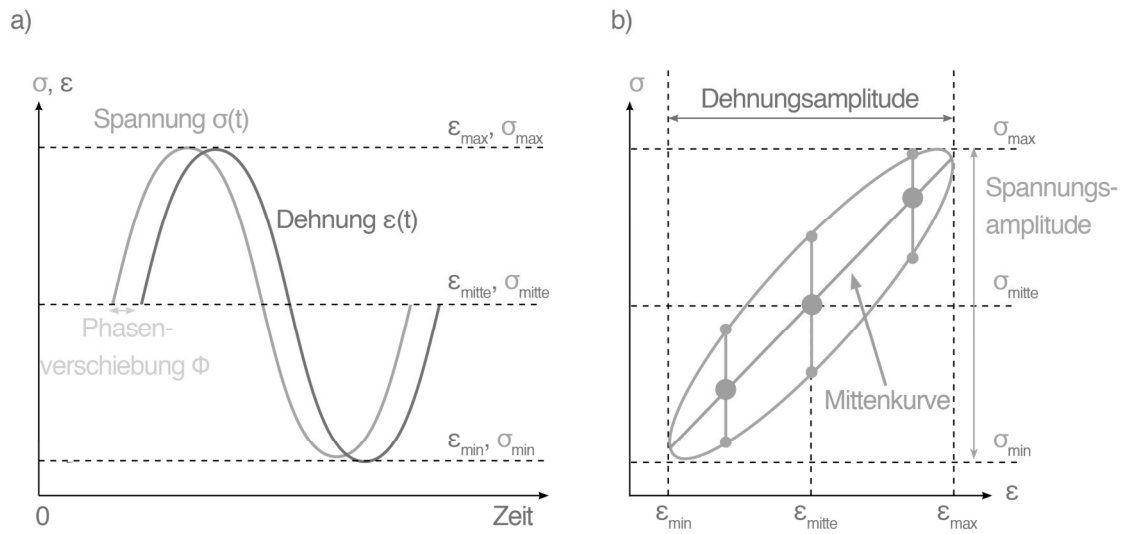 a)
b)
σ, ε
Spannung σ(t)
ε_max, σ_max
Dehnung ε(t)
ε_mitte, σ_mitte
Phasen-
verschiebung Φ
ε_min, σ_min
0
Zeit
σ
Dehnungsamplitude
σ_max
Spannungs-
amplitude
σ_mitte
Mittenkurve
σ_min
ε
ε_min
ε_mitte
ε_max